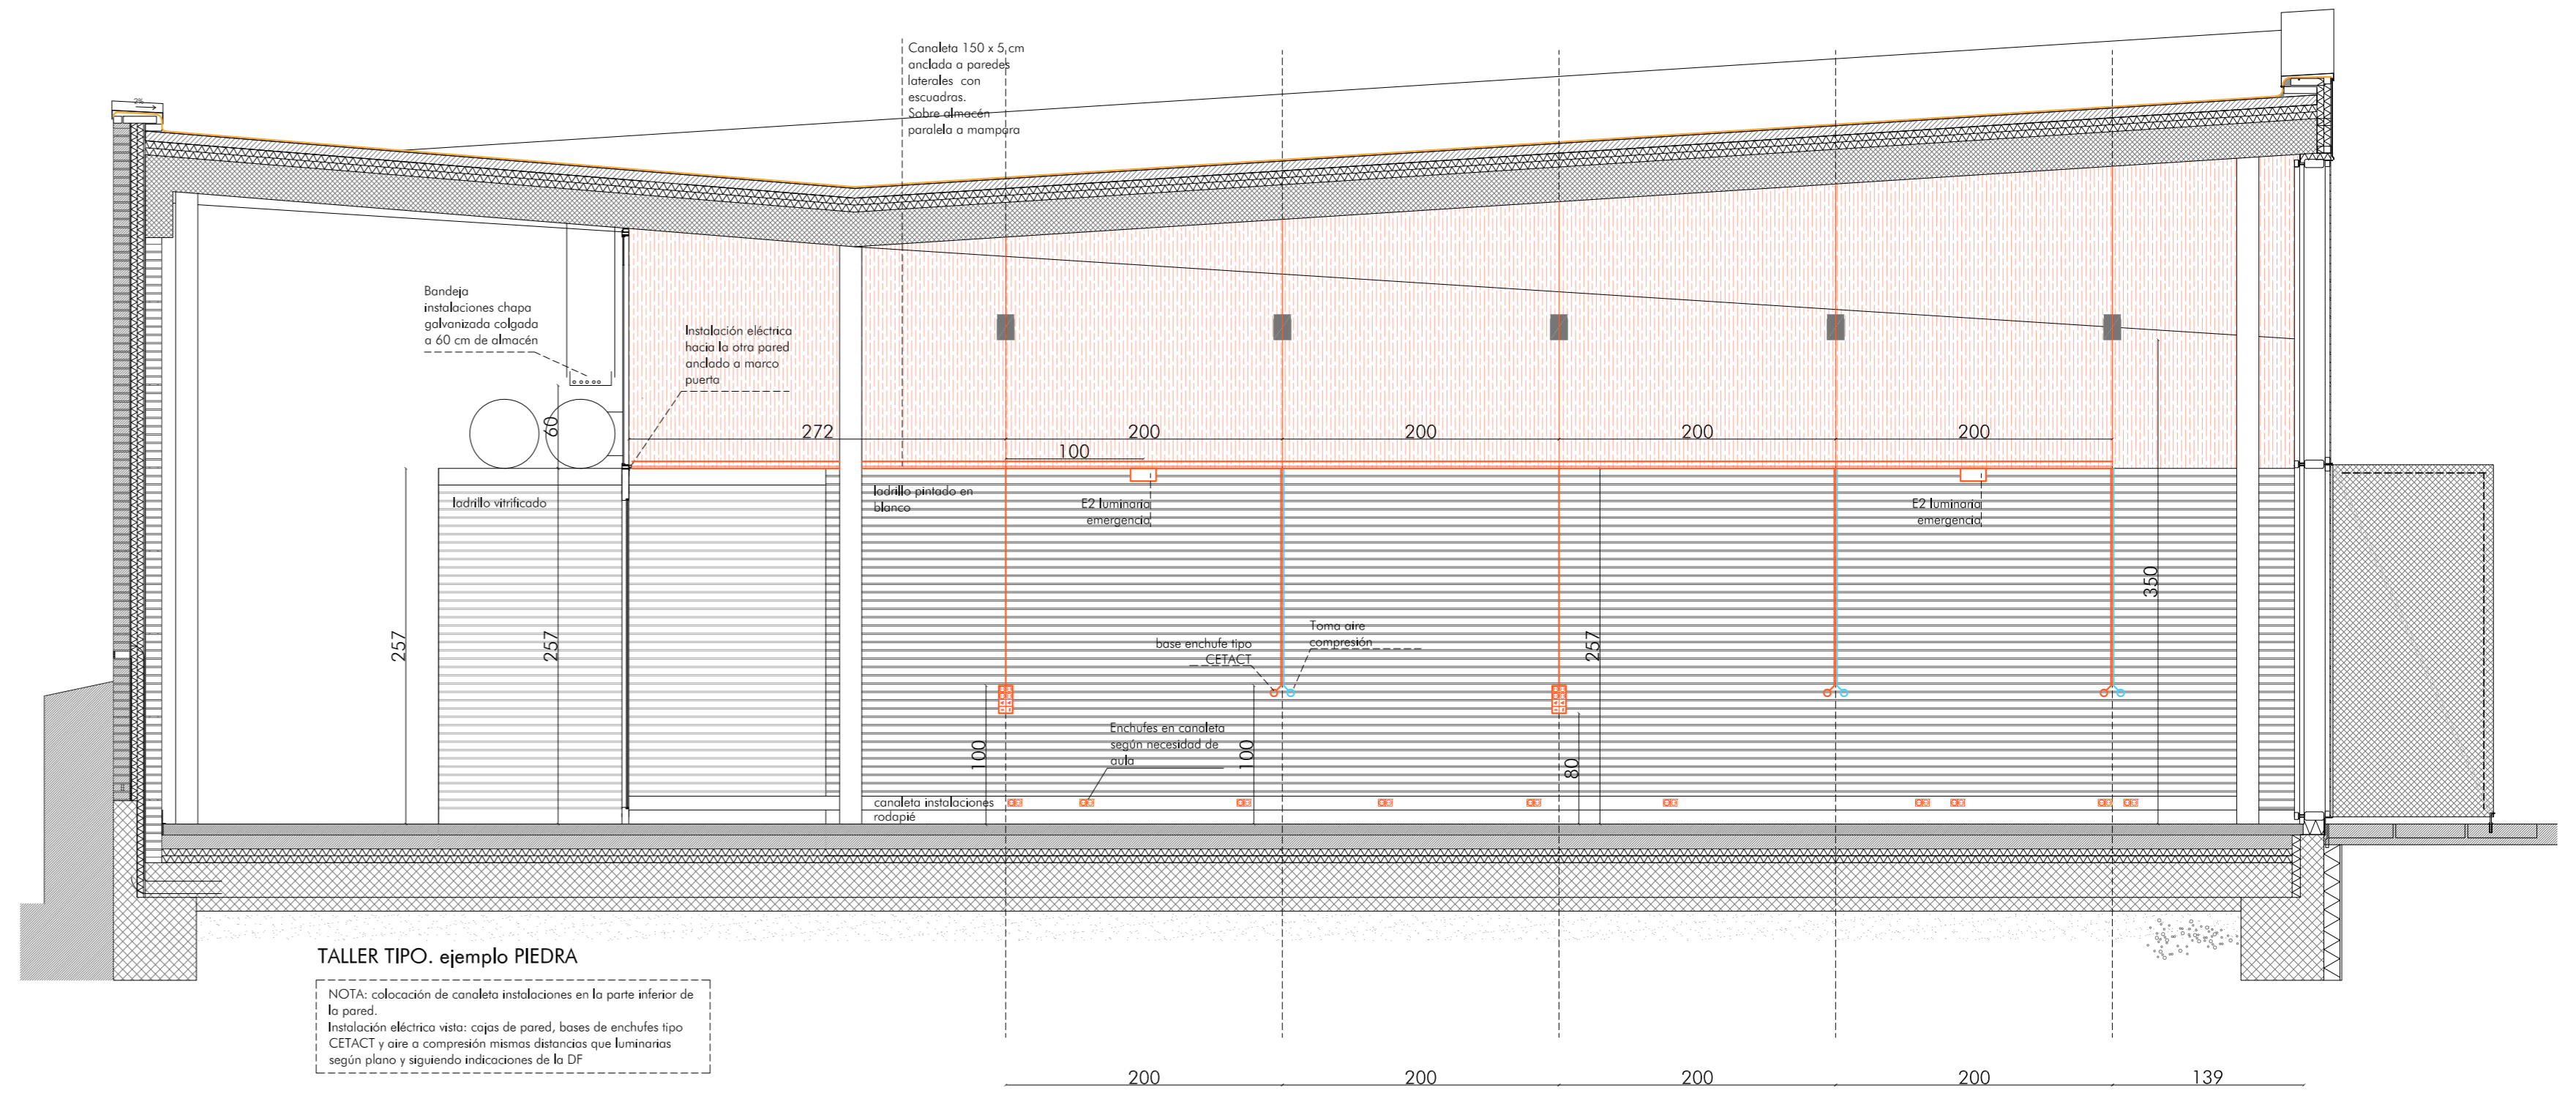 2%
Canaleta 150 x 5 cm
anclada a paredes
laterales con
escuadras.
Sobre almacén
paralela a mampara
Bandeja
instalaciones chapa
galvanizada colgada
a 60 cm de almacén
Instalación eléctrica
hacia la otra pared
anclado a marco
puerta
60
272
200
200
200
200
100
ladrillo vitrificado
ladrillo pintado en
blanco
E2 luminaria
emergencia
E2 luminaria
emergencia
257
257
257
350
base enchufe tipo
CETACT
Toma aire
compresión
100
100
80
Enchufes en canaleta
según necesidad de
aula
canaleta instalaciones
rodapié
TALLER TIPO. ejemplo PIEDRA
NOTA: colocación de canaleta instalaciones en la parte inferior de
la pared.
Instalación eléctrica vista: cajas de pared, bases de enchufes tipo
CETACT y aire a compresión mismas distancias que luminarias
según plano y siguiendo indicaciones de la DF
200
200
200
200
139